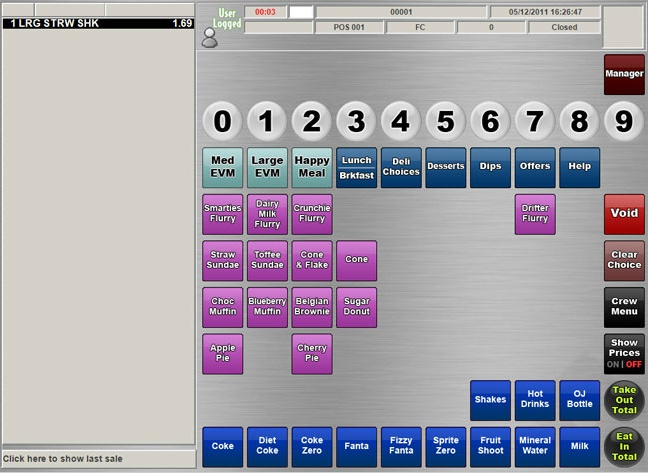 1 LRG STRW SHK 1.69
User Logged
00:03 00001 05/12/2011 16:26:47
POS 001 FC 0 Closed
Manager
0 1 2 3 4 5 6 7 8 9
Med EVM
Large EVM
Happy Meal
Lunch Brkfast
Deli Choices
Desserts
Dips
Offers
Help
Smarties Flurry
Dairy Milk Flurry
Crunchie Flurry
Drifter Flurry
Void
Straw Sundae
Toffee Sundae
Cone & Flake
Cone
Clear Choice
Choc Muffin
Blueberry Muffin
Belgian Brownie
Sugar Donut
Crew Menu
Apple Pie
Cherry Pie
Show Prices
ON | OFF
Shakes
Hot Drinks
OJ Bottle
Take Out Total
Click here to show last sale
Coke
Diet Coke
Coke Zero
Fanta
Fizzy Fanta
Sprite Zero
Fruit Shoot
Mineral Water
Milk
Eat In Total